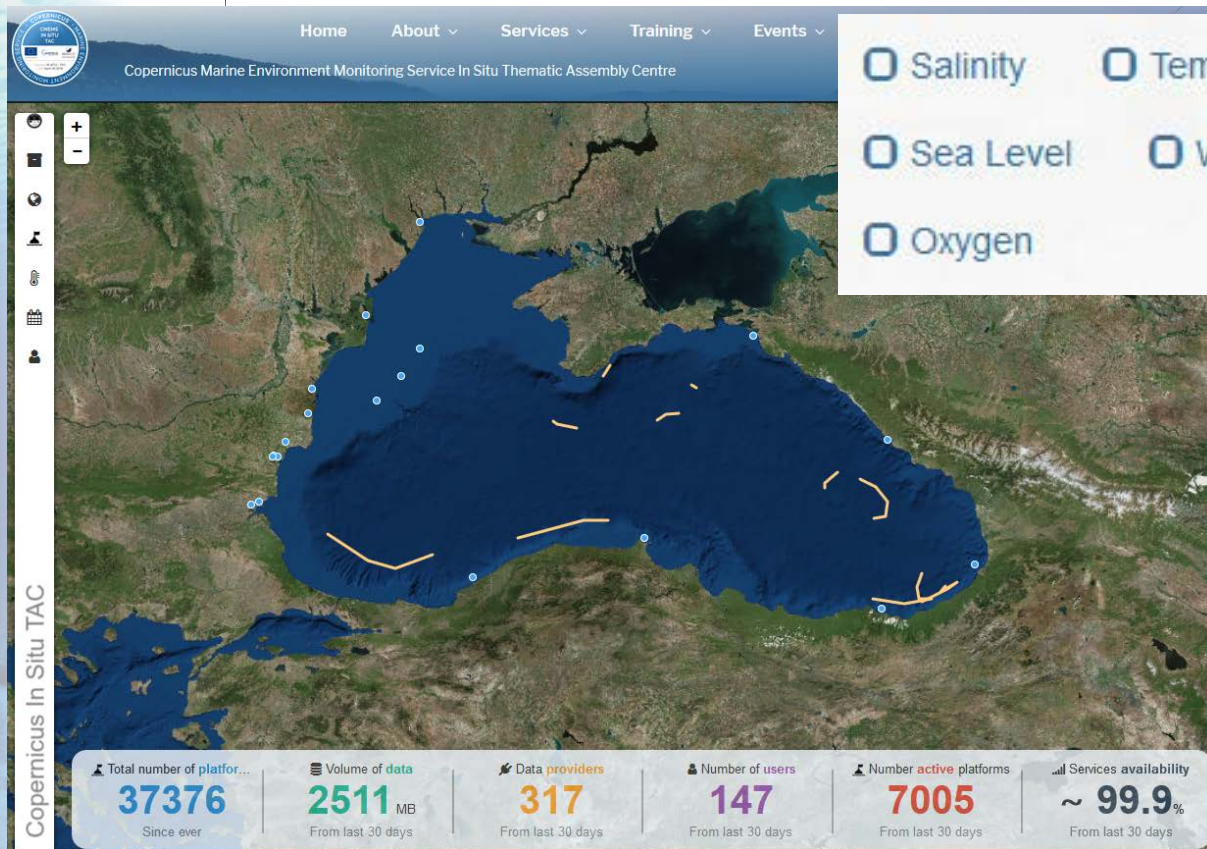 Home About Services Training Events
Copernicus Marine Environment Monitoring Service In Situ Thematic Assembly Centre
Salinity Tem
Sea Level V
Oxygen
+
−
Copernicus In Situ TAC
Total number of platfor... Volume of data Data providers Number of users Number active platforms Services availability
37376 2511 MB 317 147 7005 ~ 99.9%
Since ever From last 30 days From last 30 days From last 30 days From last 30 days From last 30 days